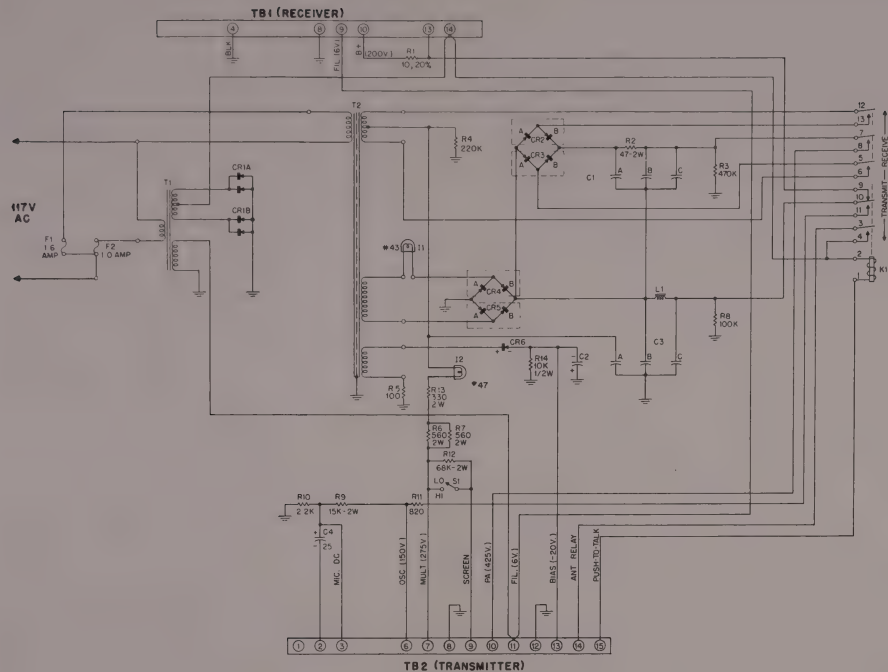 TB1 (RECEIVER)
4
8
9
10
13
14
BLK
FIL (6V)
B+
(200V)
R1
10, 20%
T2
12
13
7
8
5
6
9
10
11
3
4
2
1
K1
TRANSMIT
RECEIVE
R4
220K
A
B
CR2
CR3
A
B
R2
47-2W
C1
A
B
C
R3
470K
117V
AC
T1
CR1A
CR1B
F1
1.6
AMP
F2
1.0 AMP
#43
I1
A
B
CR4
CR5
A
B
L1
R8
100K
CR6
+
-
R14
10K
1/2W
C2
-
+
C3
A
B
C
I2
#47
R5
100
R13
330
2W
R6
560
2W
R7
560
2W
R12
68K-2W
LO
S1
HI
R10
2.2K
R9
15K-2W
R11
820
+
C4
-
25
MIC. DC
OSC (150V)
MULT (275V)
SCREEN
PA (425V)
FIL. (6V)
BIAS (-20V)
ANT RELAY
PUSH-TO-TALK
1
2
3
6
7
8
9
10
11
12
13
14
15
TB2 (TRANSMITTER)